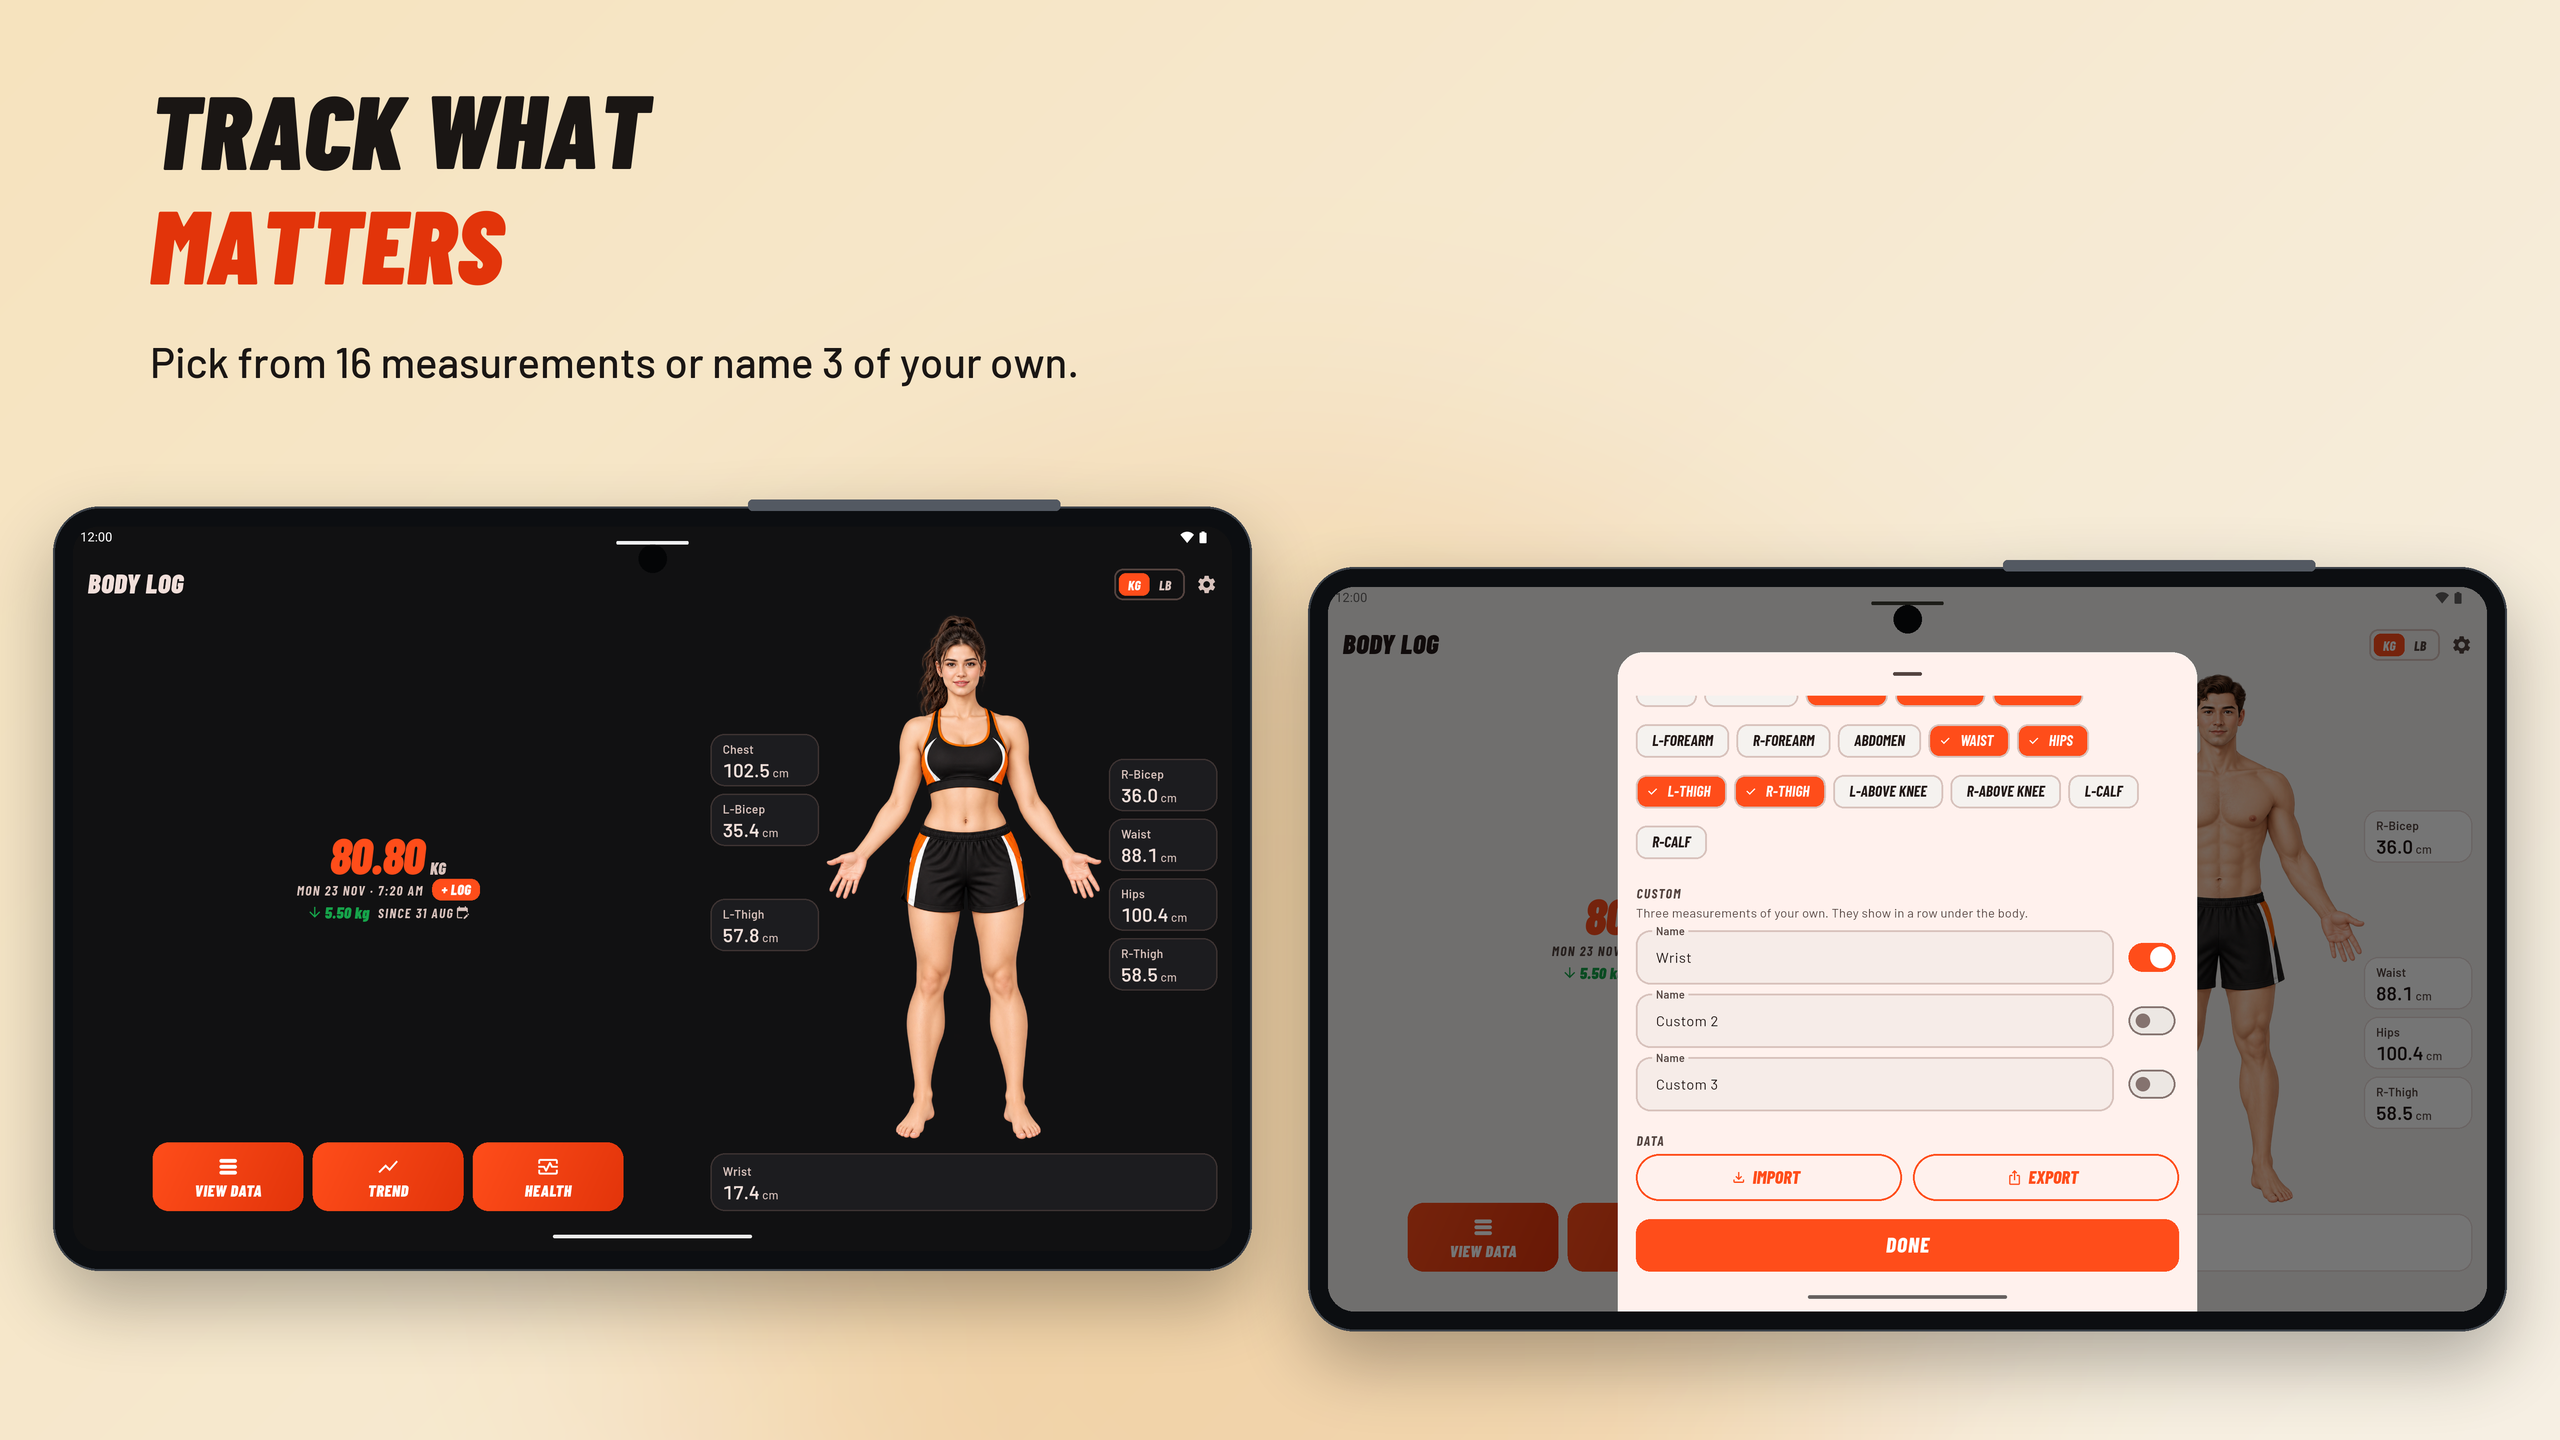 TRACK WHAT
MATTERS
Pick from 16 measurements or name 3 of your own.
12:00
BODY LOG
KG LB
Chest
102.5 cm
L-Bicep
35.4 cm
L-Thigh
57.8 cm
R-Bicep
36.0 cm
Waist
88.1 cm
Hips
100.4 cm
R-Thigh
58.5 cm
80.80 KG
MON 23 NOV · 7:20 AM + LOG
5.50 kg SINCE 31 AUG
VIEW DATA
TREND
HEALTH
Wrist
17.4 cm
12:00
BODY LOG
KG LB
80
MON 23 NOV
5.50 k
VIEW DATA
L-FOREARM R-FOREARM ABDOMEN WAIST HIPS
L-THIGH R-THIGH L-ABOVE KNEE R-ABOVE KNEE L-CALF
R-CALF
CUSTOM
Three measurements of your own. They show in a row under the body.
Name
Wrist
Name
Custom 2
Name
Custom 3
DATA
IMPORT
EXPORT
DONE
R-Bicep
36.0 cm
Waist
88.1 cm
Hips
100.4 cm
R-Thigh
58.5 cm